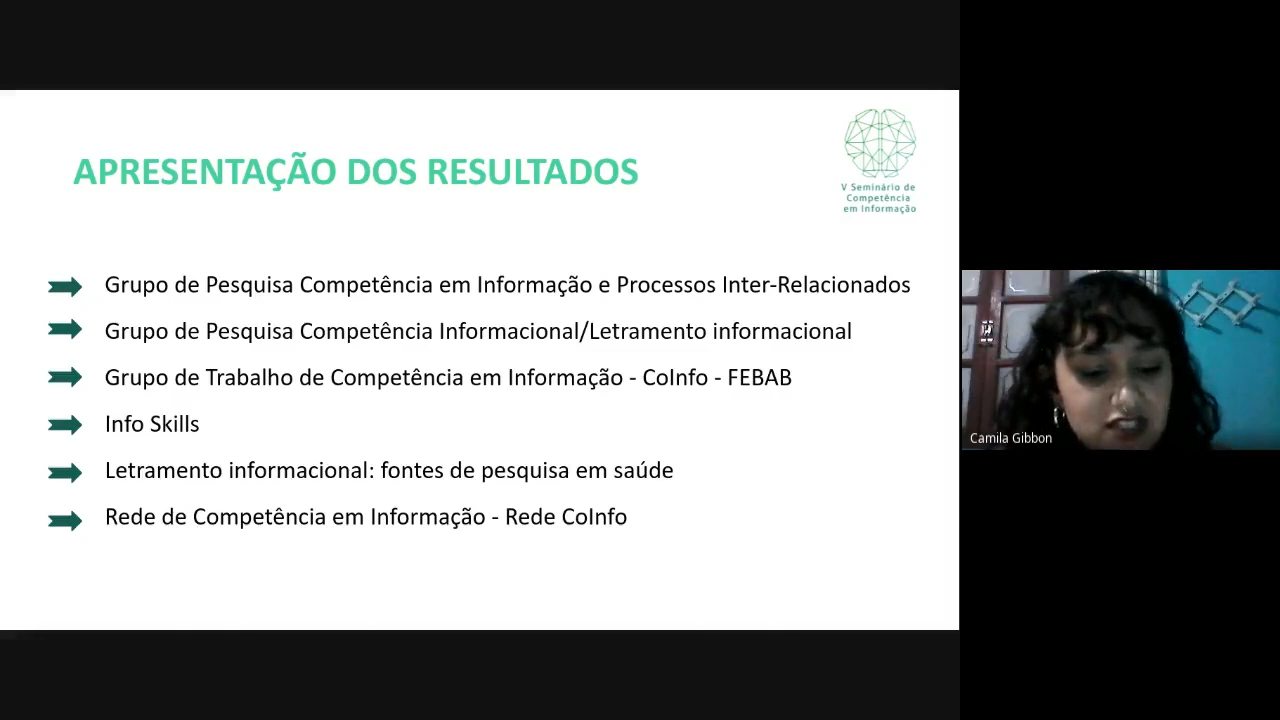 APRESENTAÇÃO DOS RESULTADOS
V Seminário de
Competência
em Informação
Grupo de Pesquisa Competência em Informação e Processos Inter-Relacionados
Grupo de Pesquisa Competência Informacional/Letramento informacional
Grupo de Trabalho de Competência em Informação - CoInfo - FEBAB
Info Skills
Letramento informacional: fontes de pesquisa em saúde
Rede de Competência em Informação - Rede CoInfo
Camila Gibbon